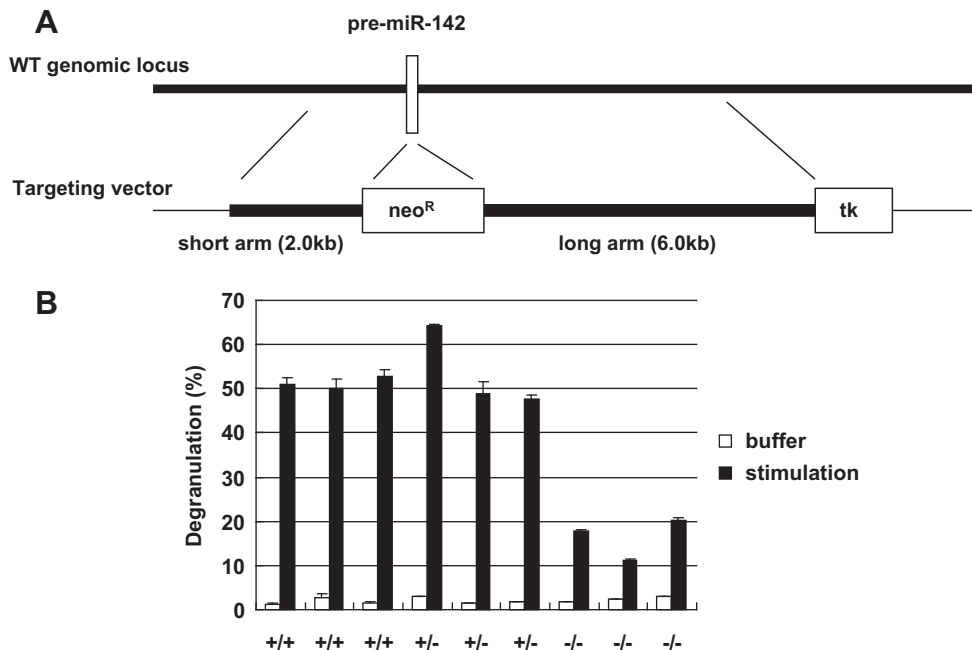 A
pre-miR-142
WT genomic locus
Targeting vector
neoR
tk
short arm (2.0kb)
long arm (6.0kb)
B
70
60
50
40
30
20
10
0
Degranulation (%)
buffer
stimulation
+/+ +/+ +/+ +/- +/- +/- -/- -/- -/-